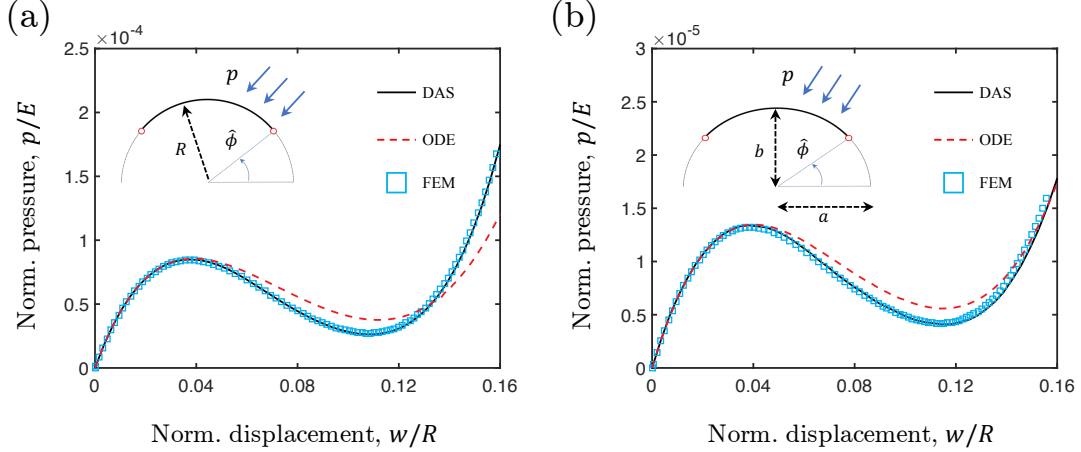 (a)
×10⁻⁴
2.5
2
1.5
1
0.5
0
0
0.04
0.08
0.12
0.16
Norm. pressure, p/E
Norm. displacement, w/R
p
R
ϕ̂
DAS
ODE
FEM
(b)
×10⁻⁵
3
2.5
2
1.5
1
0.5
0
0
0.04
0.08
0.12
0.16
Norm. pressure, p/E
Norm. displacement, w/R
p
b
ϕ̂
a
DAS
ODE
FEM